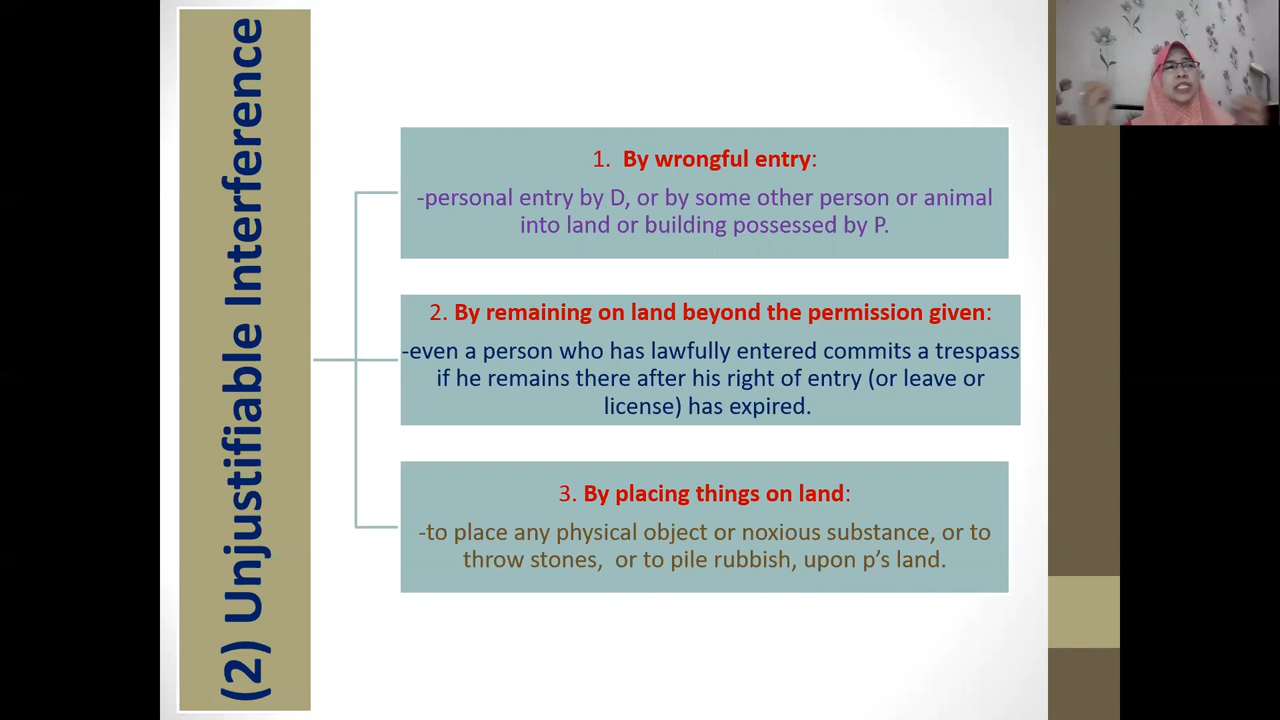 (2) Unjustifiable Interference
1. By wrongful entry:
-personal entry by D, or by some other person or animal
into land or building possessed by P.
2. By remaining on land beyond the permission given:
-even a person who has lawfully entered commits a trespass
if he remains there after his right of entry (or leave or
license) has expired.
3. By placing things on land:
-to place any physical object or noxious substance, or to
throw stones, or to pile rubbish, upon p’s land.